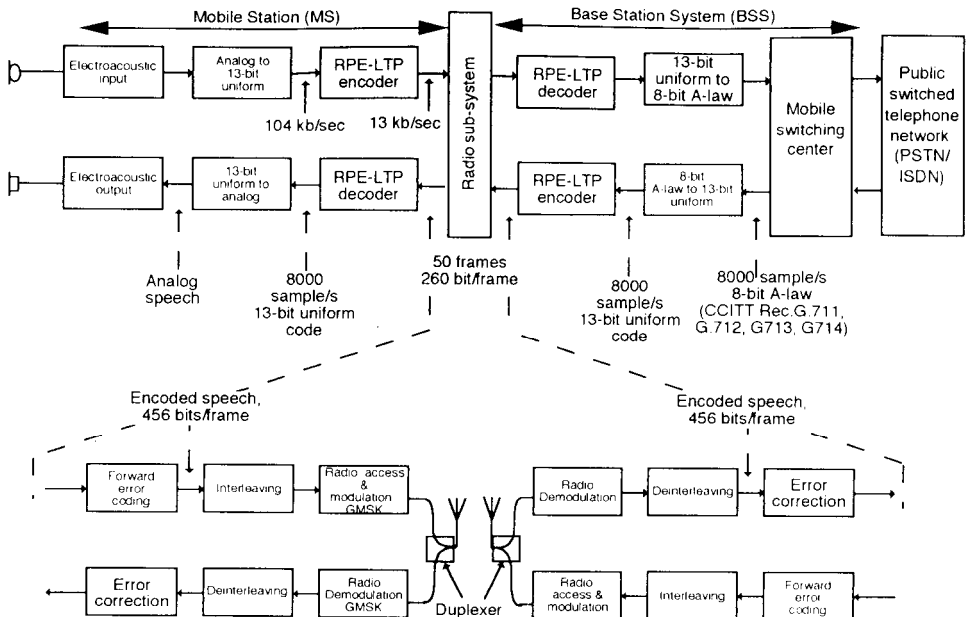 Mobile Station (MS)
Base Station System (BSS)
Electroacoustic
input
Analog to
13-bit
uniform
RPE-LTP
encoder
Radio sub-system
RPE-LTP
decoder
13-bit
uniform to
8-bit A-law
Mobile
switching
center
Public
switched
telephone
network
(PSTN/
ISDN)
104 kb/sec
13 kb/sec
Electroacoustic
output
13-bit
uniform to
analog
RPE-LTP
decoder
RPE-LTP
encoder
8-bit
A-law to 13-bit
uniform
Analog
speech
8000
sample/s
13-bit uniform
code
50 frames
260 bit/frame
8000
sample/s
13-bit uniform
code
8000 sample/s
8-bit A-law
(CCITT Rec.G.711,
G.712, G713, G714)
Encoded speech,
456 bits/frame
Encoded speech,
456 bits/frame
Forward
error
coding
Interleaving
Radio access
&
modulation
GMSK
Radio
Demodulation
Deinterleaving
Error
correction
Error
correction
Deinterleaving
Radio
Demodulation
GMSK
Duplexer
Radio
access &
modulation
Interleaving
Forward
error
coding